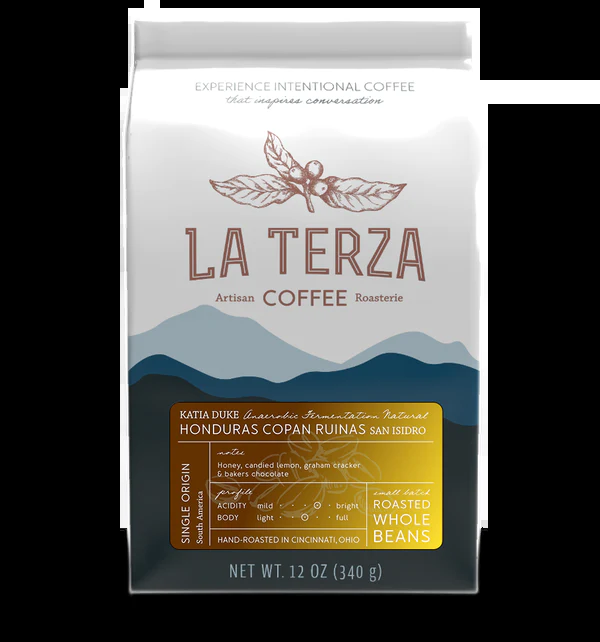 EXPERIENCE INTENTIONAL COFFEE
that inspires conversation
LA TERZA
Artisan COFFEE Roasterie
KATIA DUKE Anaerobic Fermentation Natural
HONDURAS COPAN RUINAS SAN ISIDRO
SINGLE ORIGIN
South America
notes
Honey, candied lemon, graham cracker
& bakers chocolate
profile
ACIDITY mild bright
BODY light full
HAND-ROASTED IN CINCINNATI, OHIO
small batch
ROASTED
WHOLE
BEANS
NET WT. 12 OZ (340 g)